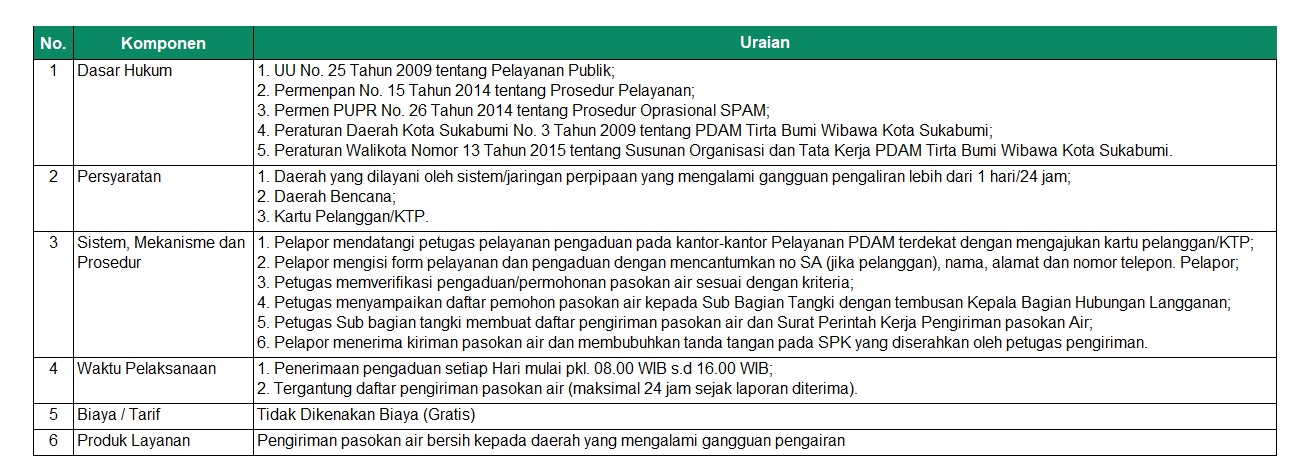 No. Komponen Uraian
1 Dasar Hukum 1. UU No. 25 Tahun 2009 tentang Pelayanan Publik;
2. Permenpan No. 15 Tahun 2014 tentang Prosedur Pelayanan;
3. Permen PUPR No. 26 Tahun 2014 tentang Prosedur Oprasional SPAM;
4. Peraturan Daerah Kota Sukabumi No. 3 Tahun 2009 tentang PDAM Tirta Bumi Wibawa Kota Sukabumi;
5. Peraturan Walikota Nomor 13 Tahun 2015 tentang Susunan Organisasi dan Tata Kerja PDAM Tirta Bumi Wibawa Kota Sukabumi.
2 Persyaratan 1. Daerah yang dilayani oleh sistem/jaringan perpipaan yang mengalami gangguan pengaliran lebih dari 1 hari/24 jam;
2. Daerah Bencana;
3. Kartu Pelanggan/KTP.
3 Sistem, Mekanisme dan 1. Pelapor mendatangi petugas pelayanan pengaduan pada kantor-kantor Pelayanan PDAM terdekat dengan mengajukan kartu pelanggan/KTP;
Prosedur 2. Pelapor mengisi form pelayanan dan pengaduan dengan mencantumkan no SA (jika pelanggan), nama, alamat dan nomor telepon. Pelapor;
3. Petugas memverifikasi pengaduan/permohonan pasokan air sesuai dengan kriteria;
4. Petugas menyampaikan daftar pemohon pasokan air kepada Sub Bagian Tangki dengan tembusan Kepala Bagian Hubungan Langganan;
5. Petugas Sub bagian tangki membuat daftar pengiriman pasokan air dan Surat Perintah Kerja Pengiriman pasokan Air;
6. Pelapor menerima kiriman pasokan air dan membubuhkan tanda tangan pada SPK yang diserahkan oleh petugas pengiriman.
4 Waktu Pelaksanaan 1. Penerimaan pengaduan setiap Hari mulai pkl. 08.00 WIB s.d 16.00 WIB;
2. Tergantung daftar pengiriman pasokan air (maksimal 24 jam sejak laporan diterima).
5 Biaya / Tarif Tidak Dikenakan Biaya (Gratis)
6 Produk Layanan Pengiriman pasokan air bersih kepada daerah yang mengalami gangguan pengairan